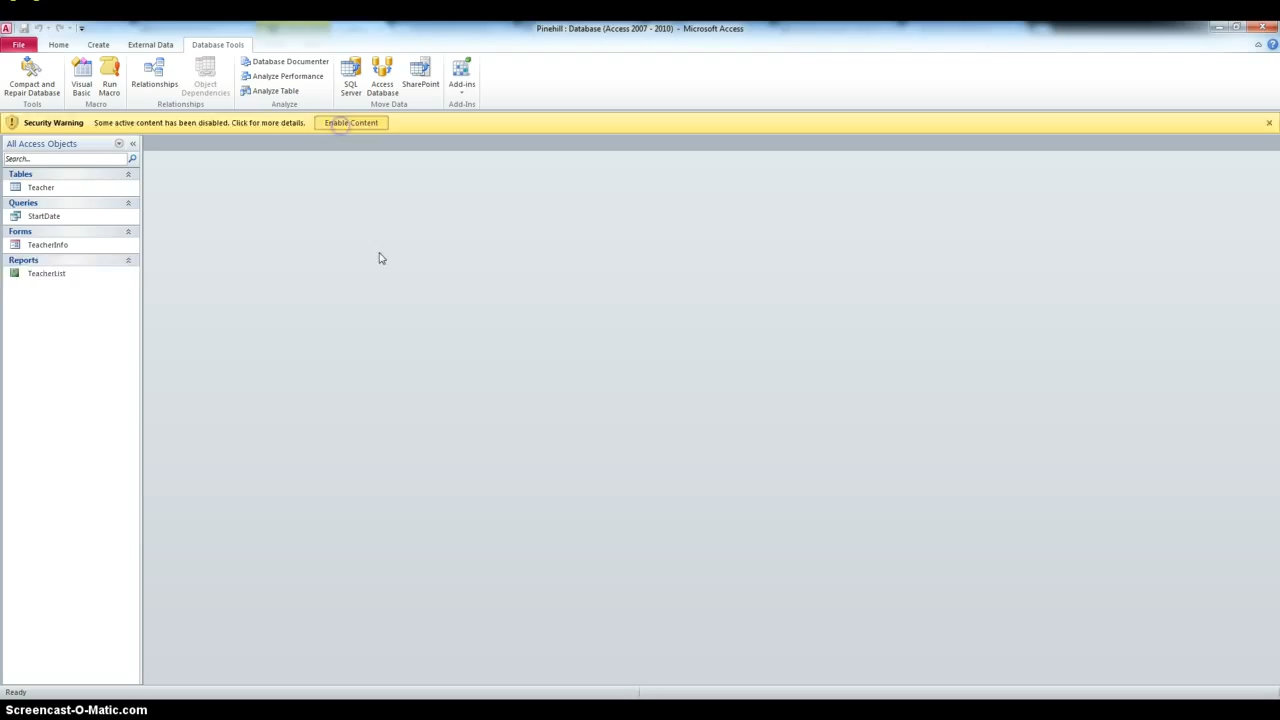 Pinehill : Database (Access 2007 - 2010) - Microsoft Access
File Home Create External Data Database Tools
Compact and Repair Database
Visual Basic
Run Macro
Relationships
Object Dependencies
Database Documenter
Analyze Performance
Analyze Table
SQL Server
Access Database
SharePoint
Add-ins
Tools Macro Relationships Analyze Move Data Add-Ins
Security Warning Some active content has been disabled. Click for more details. Enable Content
All Access Objects
Search...
Tables
Teacher
Queries
StartDate
Forms
TeacherInfo
Reports
TeacherList
Ready
Screencast-O-Matic.com